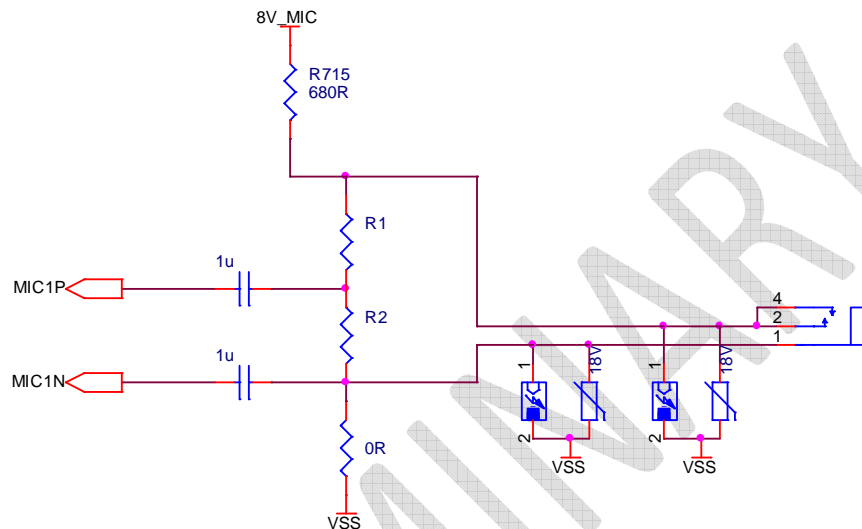 8V_MIC
R715
680R
R1
1u
MIC1P
R2
4
2
1
1u
MIC1N
1
18V
1
18V
2
2
0R
VSS
VSS
VSS
MINARY